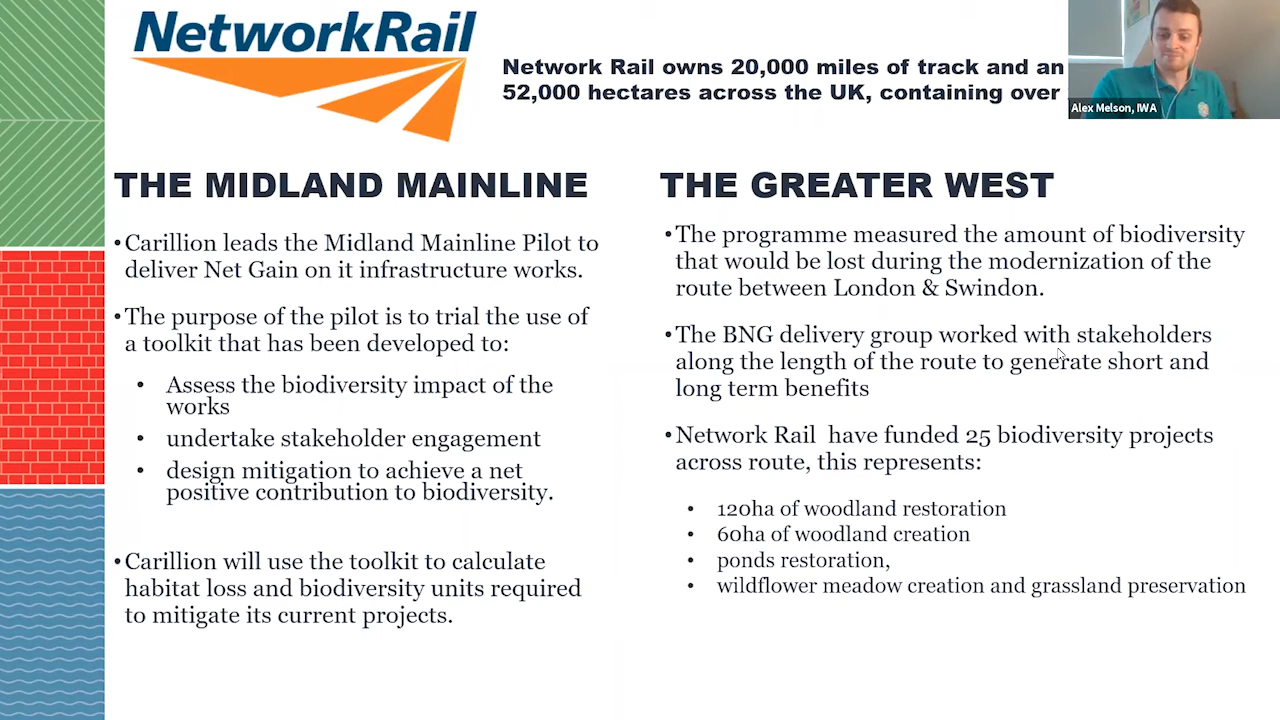 NetworkRail
Network Rail owns 20,000 miles of track and an
52,000 hectares across the UK, containing over
Alex Melson, IWA
THE MIDLAND MAINLINE
•Carillion leads the Midland Mainline Pilot to
deliver Net Gain on it infrastructure works.
•The purpose of the pilot is to trial the use of
a toolkit that has been developed to:
• Assess the biodiversity impact of the
works
• undertake stakeholder engagement
• design mitigation to achieve a net
positive contribution to biodiversity.
•Carillion will use the toolkit to calculate
habitat loss and biodiversity units required
to mitigate its current projects.
THE GREATER WEST
•The programme measured the amount of biodiversity
that would be lost during the modernization of the
route between London & Swindon.
•The BNG delivery group worked with stakeholders
along the length of the route to generate short and
long term benefits
•Network Rail have funded 25 biodiversity projects
across route, this represents:
• 120ha of woodland restoration
• 60ha of woodland creation
• ponds restoration,
• wildflower meadow creation and grassland preservation